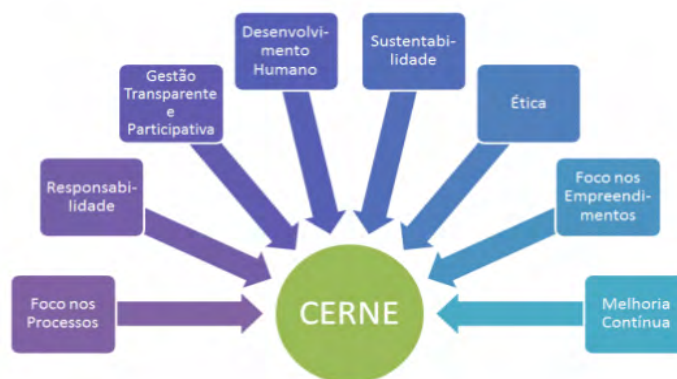 Desenvolvi-
mento
Humano
Sustentabi-
lidade
Gestão
Transparente
e
Participativa
Ética
Responsabi-
lidade
Foco nos
Empreendi-
mentos
Foco nos
Processos
CERNE
Melhoria
Contínua